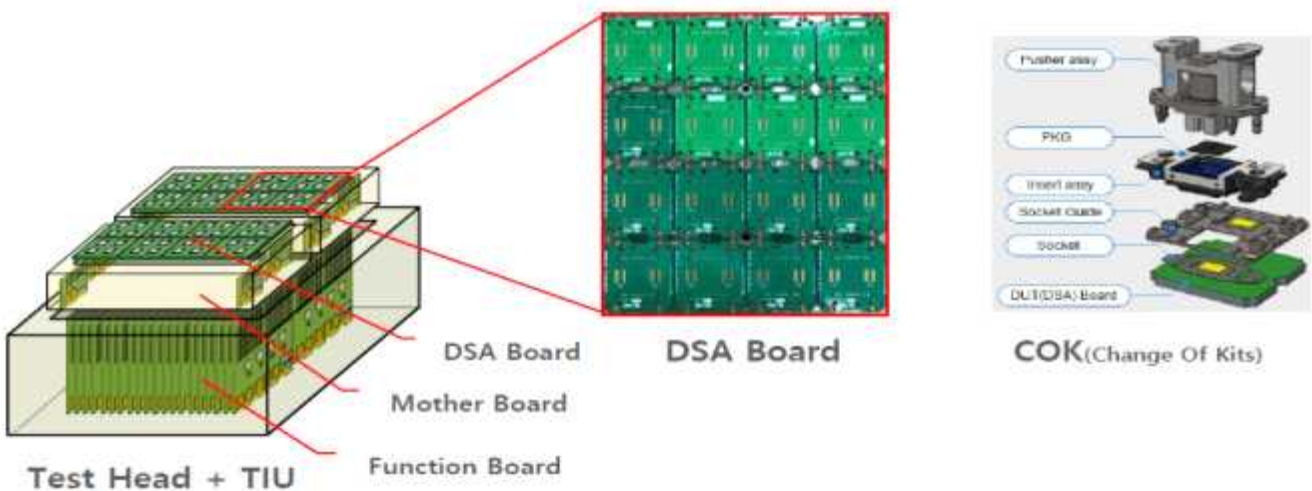 DSA Board
Mother Board
Function Board
Test Head + TIU
DSA Board
Pusher assy
PKG
Insert assy
Socket Guide
Socket
DUT(DSA) Board
COK(Change Of Kits)